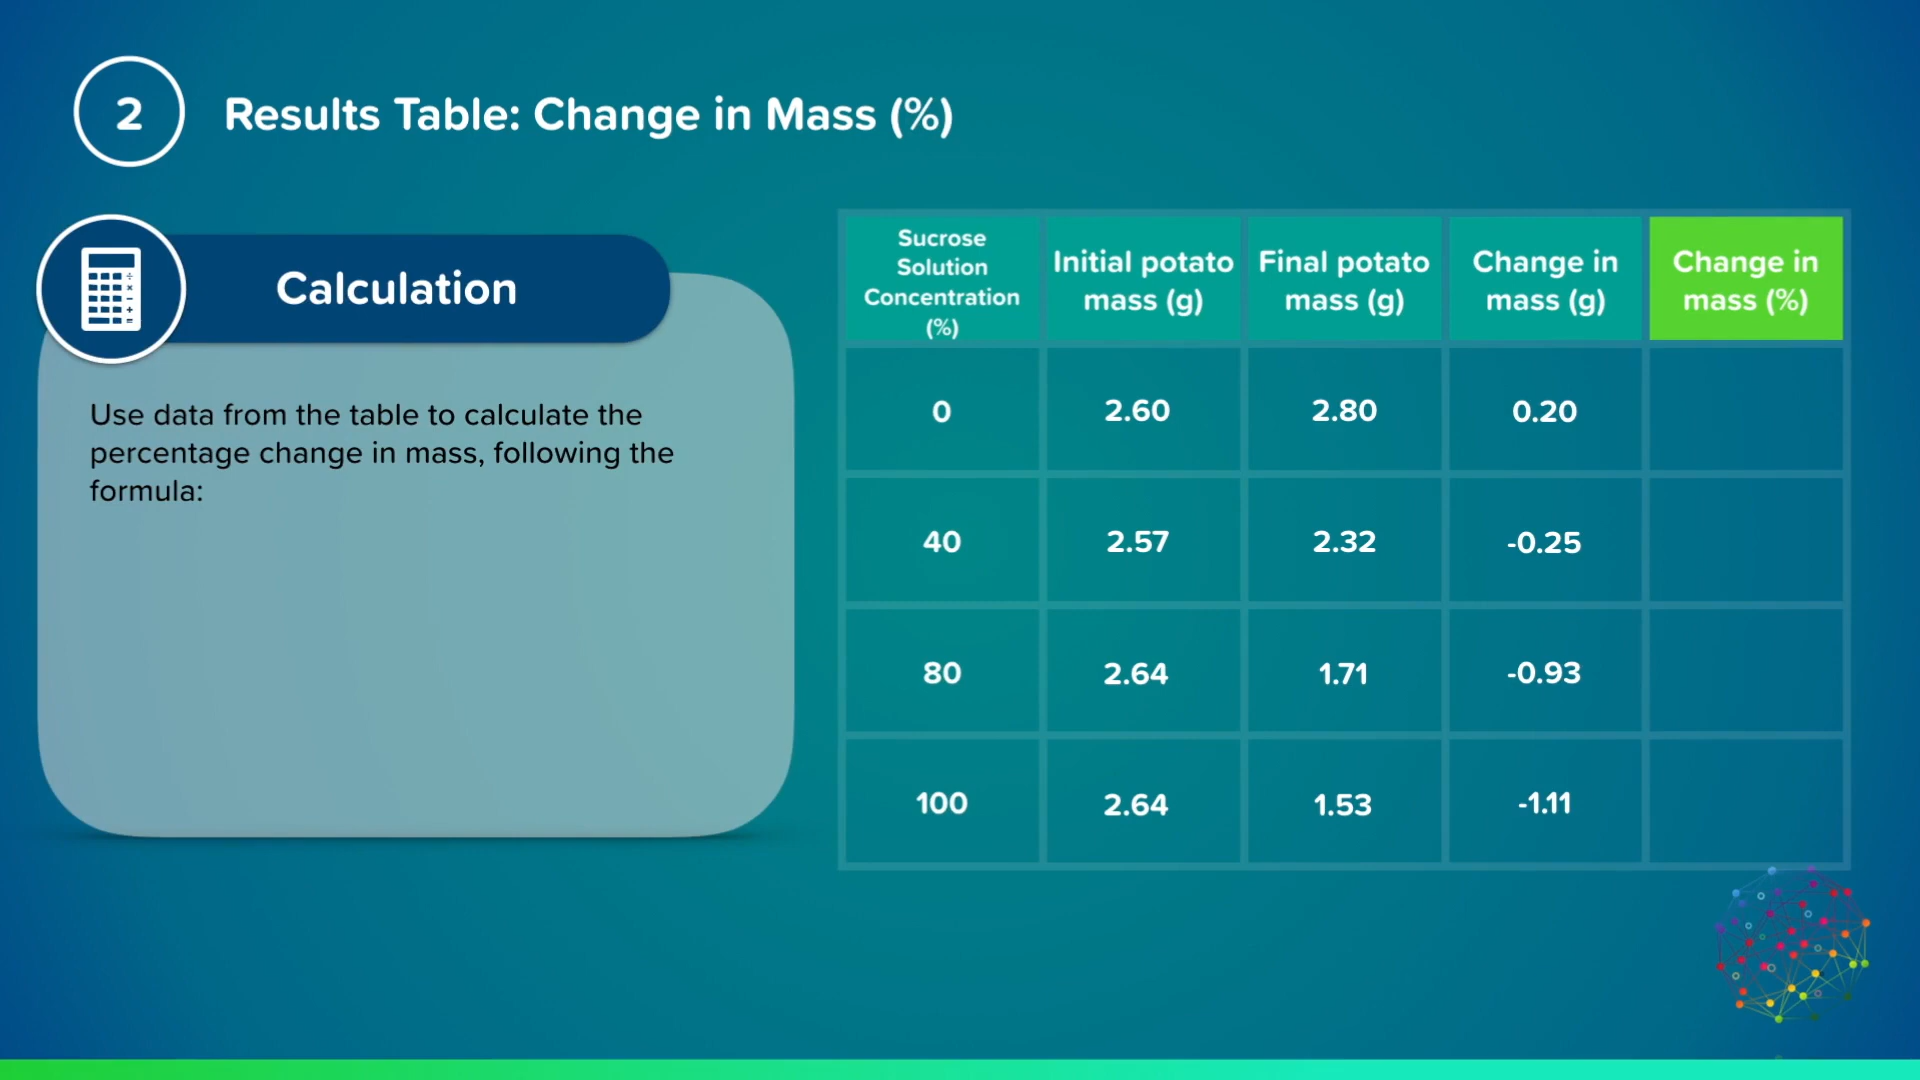 2
Results Table: Change in Mass (%)
Calculation
Use data from the table to calculate the
percentage change in mass, following the
formula:
Sucrose
Solution
Concentration
(%)
Initial potato
mass (g)
Final potato
mass (g)
Change in
mass (g)
Change in
mass (%)
0 2.60 2.80 0.20
40 2.57 2.32 -0.25
80 2.64 1.71 -0.93
100 2.64 1.53 -1.11